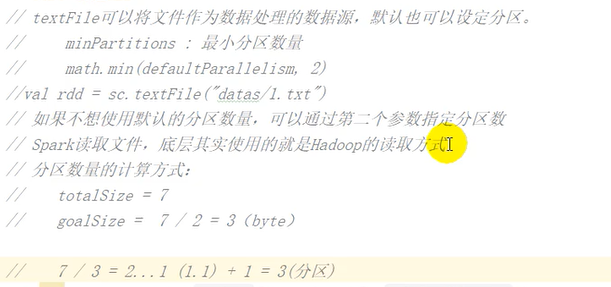 // textFile可以将文件作为数据处理的数据源，默认也可以设定分区。
//     minPartitions : 最小分区数量
//     math.min(defaultParallelism, 2)
//val rdd = sc.textFile("datas/1.txt")
// 如果不想使用默认的分区数量，可以通过第二个参数指定分区数
// Spark读取文件，底层其实使用的就是Hadoop的读取方式
// 分区数量的计算方式：
//    totalSize = 7
//    goalSize =  7 / 2 = 3（byte）
//    7 / 3 = 2...1 (1.1) + 1 = 3(分区)